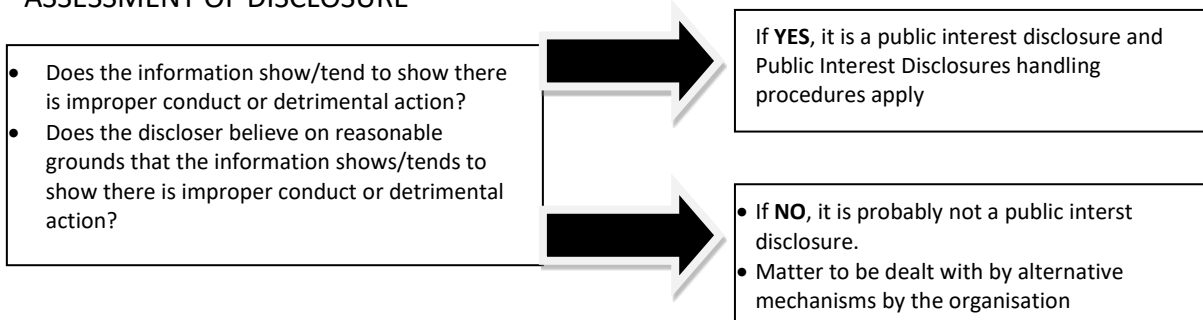 ASSESSMENT OF DISCLOSURE
• Does the information show/tend to show there
is improper conduct or detrimental action?
• Does the discloser believe on reasonable
grounds that the information shows/tends to
show there is improper conduct or detrimental
action?
If YES, it is a public interest disclosure and
Public Interest Disclosures handling
procedures apply
• If NO, it is probably not a public interst
disclosure.
• Matter to be dealt with by alternative
mechanisms by the organisation